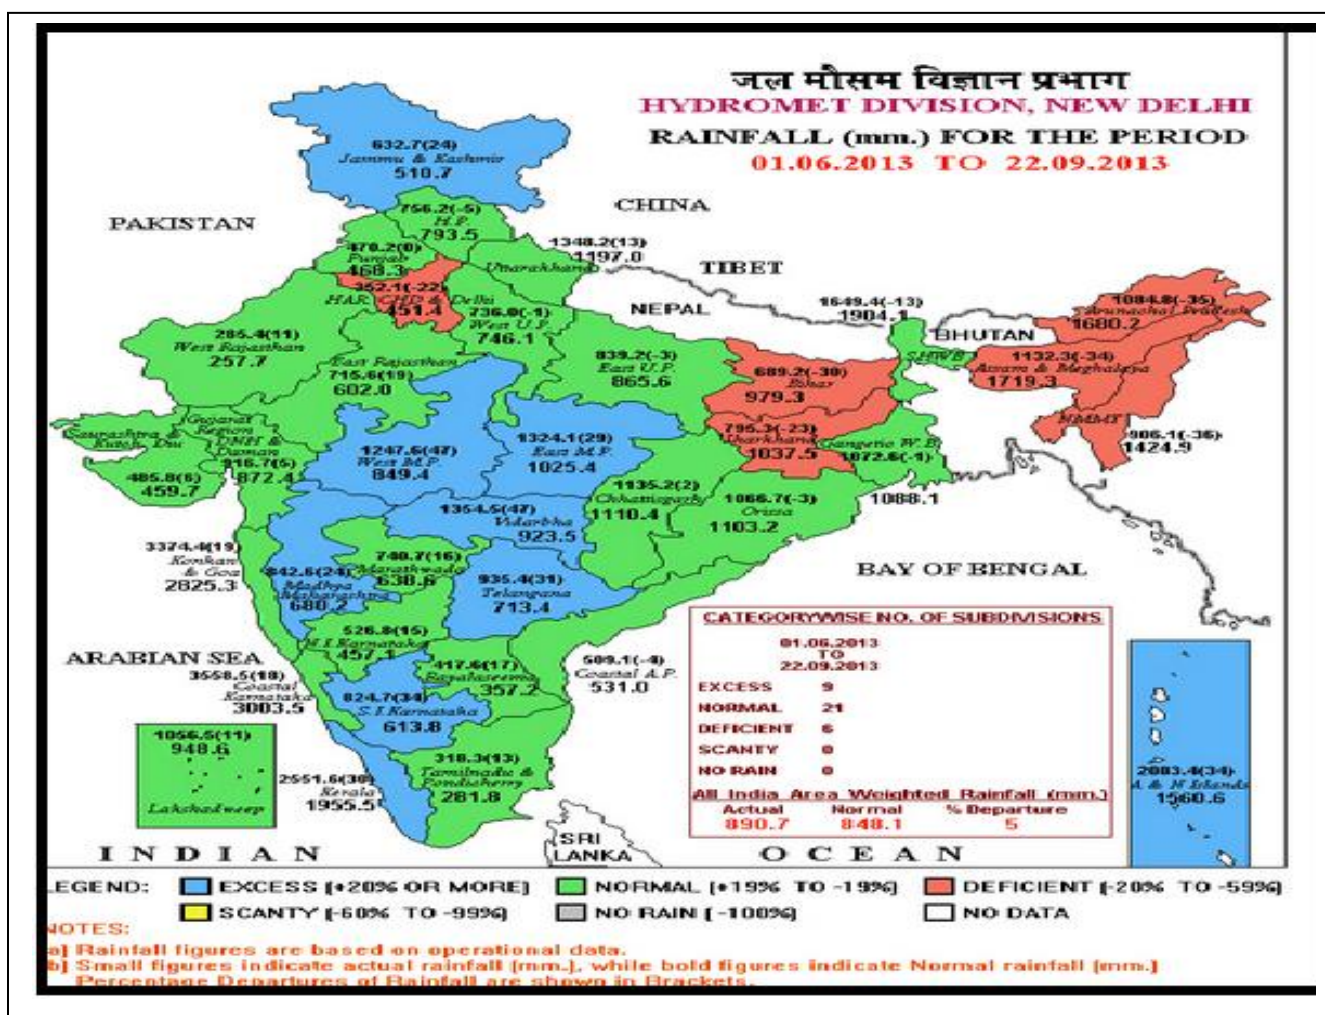 जल मौसम विज्ञान प्रभाग
HYDROMET DIVISION, NEW DELHI
RAINFALL (mm.) FOR THE PERIOD
01.06.2013 TO 22.09.2013
632.7(24)
Jammu & Kashmir
510.7
PAKISTAN
CHINA
756.2(-5)
H.P.
793.5
470.2(0)
Punjab
468.3
1348.2(13)
1197.0
Uttarakhand
TIBET
352.1(-22)
HAR. CHD & Delhi
451.4
NEPAL
736.0(-1)
West U.P.
746.1
1649.4(-13)
1904.1
BHUTAN
SHWB
1084.8(-35)
Arunachal Pradesh
1680.2
285.4(11)
West Rajasthan
257.7
East Rajasthan
715.6(19)
602.0
839.2(-3)
East U.P.
865.6
689.2(-30)
Bihar
979.3
1132.3(-34)
Assam & Meghalaya
1719.3
NMMT
906.1(-36)
1424.9
Saurashtra &
Kutch, Diu
485.8(6)
459.7
Gujarat
Region
DNH &
Daman
916.7(5)
872.4
1247.6(47)
West M.P.
849.4
1324.1(29)
East M.P.
1025.4
795.3(-23)
Jharkhand
1037.5
Gangetic W.B.
1072.6(-1)
1088.1
1135.2(2)
Chhattisgarh
1110.4
1066.7(-3)
Orissa
1103.2
1354.5(47)
Vidarbha
923.5
3374.4(19)
Konkan
& Goa
2825.3
842.6(24)
Madhya
Maharashtra
680.2
740.7(16)
Marathwada
638.6
935.4(31)
Telangana
713.4
BAY OF BENGAL
526.8(15)
N.I.Karnataka
457.1
417.6(17)
Rayalaseema
357.2
509.1(-4)
Coastal A.P.
531.0
ARABIAN SEA
3558.5(18)
Coastal
Karnataka
3003.5
824.7(34)
S.I.Karnataka
613.8
1056.5(11)
948.6
Lakshadweep
2551.6(30)
Kerala
1955.5
318.3(13)
Tamilnadu &
Pondicherry
281.8
2083.4(34)
A & N Islands
1560.6
SRI
LANKA
CATEGORYWISE NO. OF SUBDIVISIONS
01.06.2013
TO
22.09.2013
EXCESS 9
NORMAL 21
DEFICIENT 6
SCANTY 0
NO RAIN 0
All India Area Weighted Rainfall (mm.)
Actual Normal % Departure
890.7 848.1 5
INDIAN OCEAN
LEGEND: EXCESS [+20% OR MORE] NORMAL [+19% TO -19%] DEFICIENT [-20% TO -59%]
SCANTY [-60% TO -99%] NO RAIN [-100%] NO DATA
NOTES:
a] Rainfall figures are based on operational data.
b] Small figures indicate actual rainfall [mm.], while bold figures indicate Normal rainfall [mm.]
Percentage Departures of Rainfall are shown in Brackets.